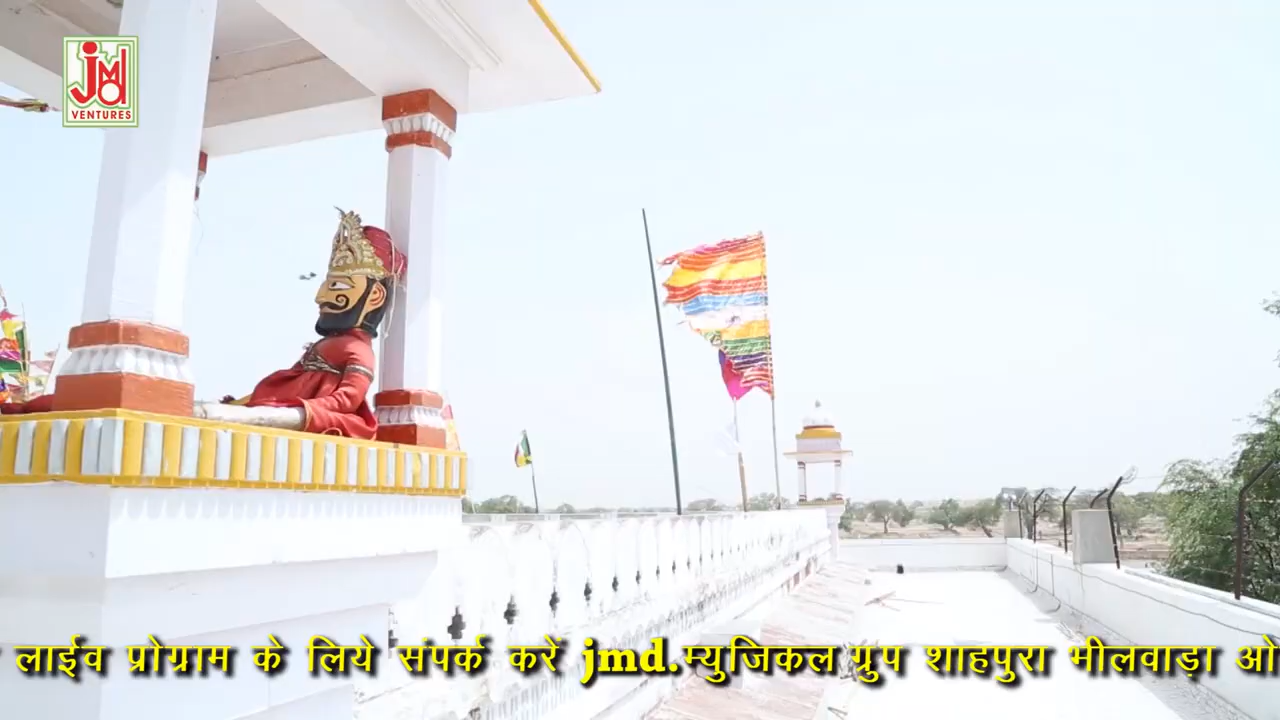 JMD
VENTURES
लाईव प्रोग्राम के लिये संपर्क करें jmd.म्युजिकल ग्रुप शाहपुरा भीलवाड़ा ओ